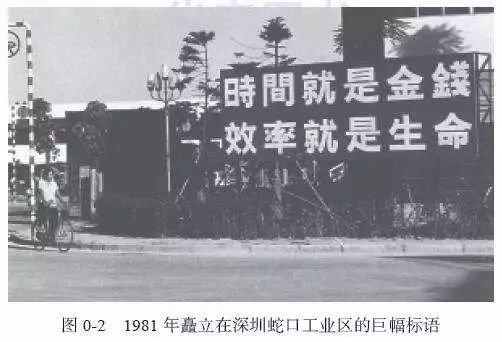 時間就是金錢
效率就是生命
图 0-2 1981 年矗立在深圳蛇口工业区的巨幅标语